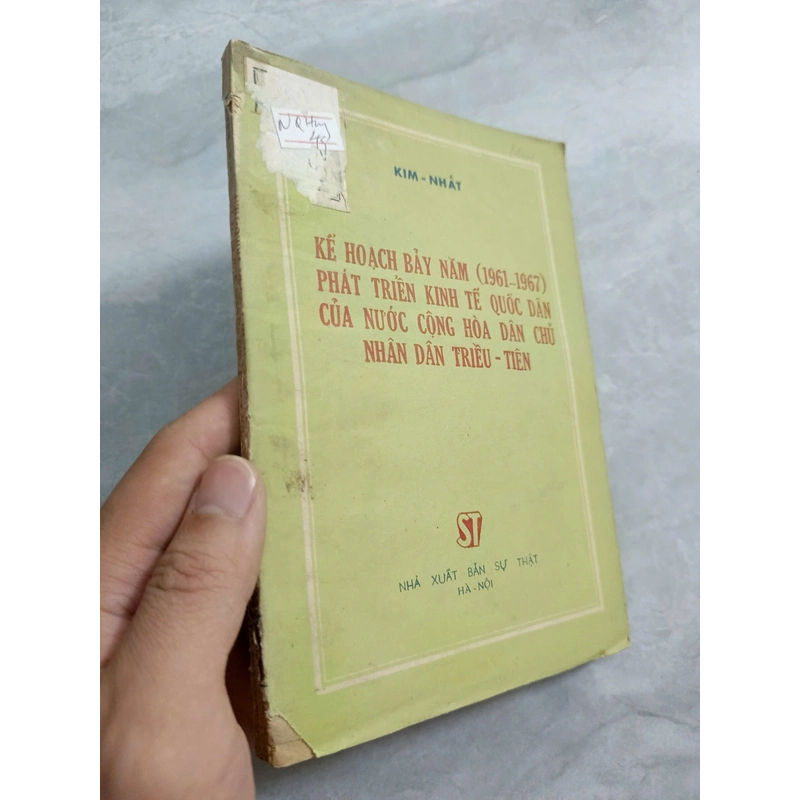 KIM - NHẤT
KẾ HOẠCH BẢY NĂM (1961-1967)
PHÁT TRIỂN KINH TẾ QUỐC DÂN
CỦA NƯỚC CỘNG HÒA DÂN CHỦ
NHÂN DÂN TRIỀU - TIÊN
ST
NHÀ XUẤT BẢN SỰ THẬT
HÀ - NỘI